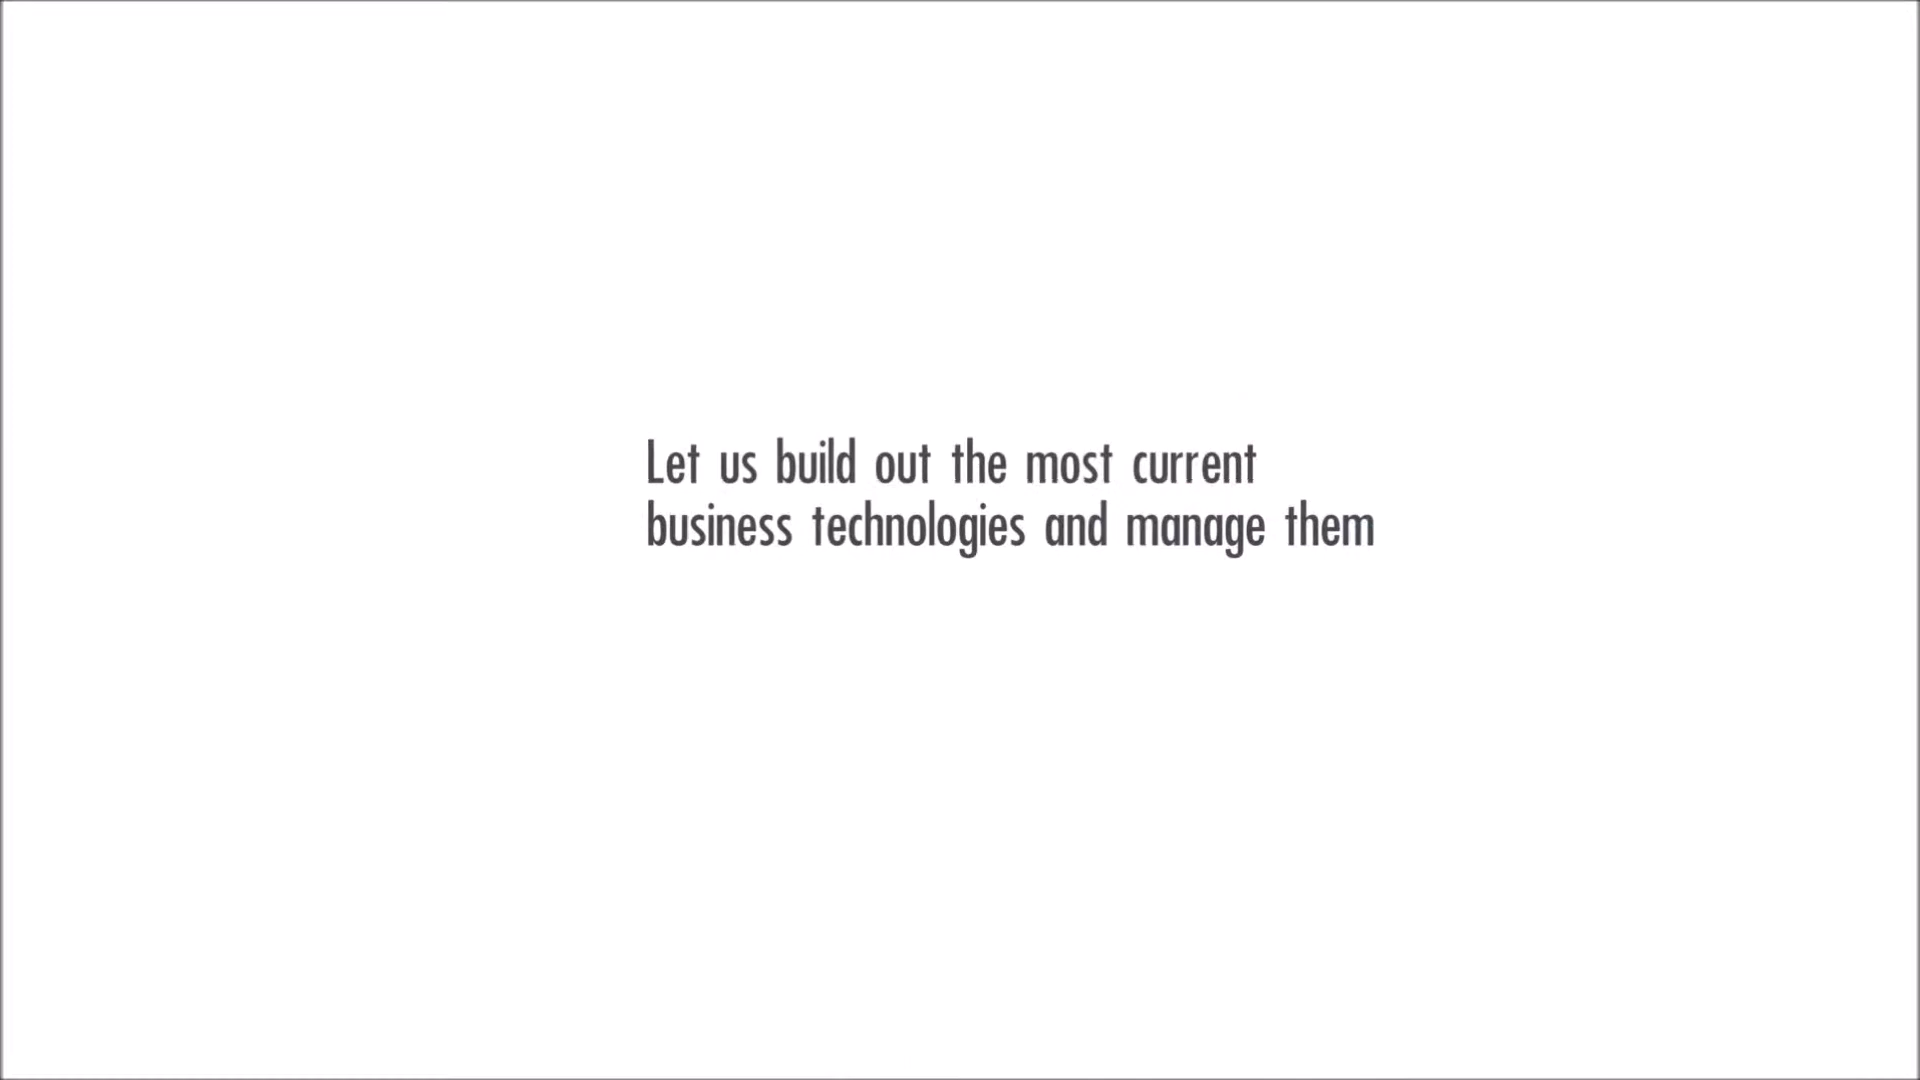 Let us build out the most current
business technologies and manage them